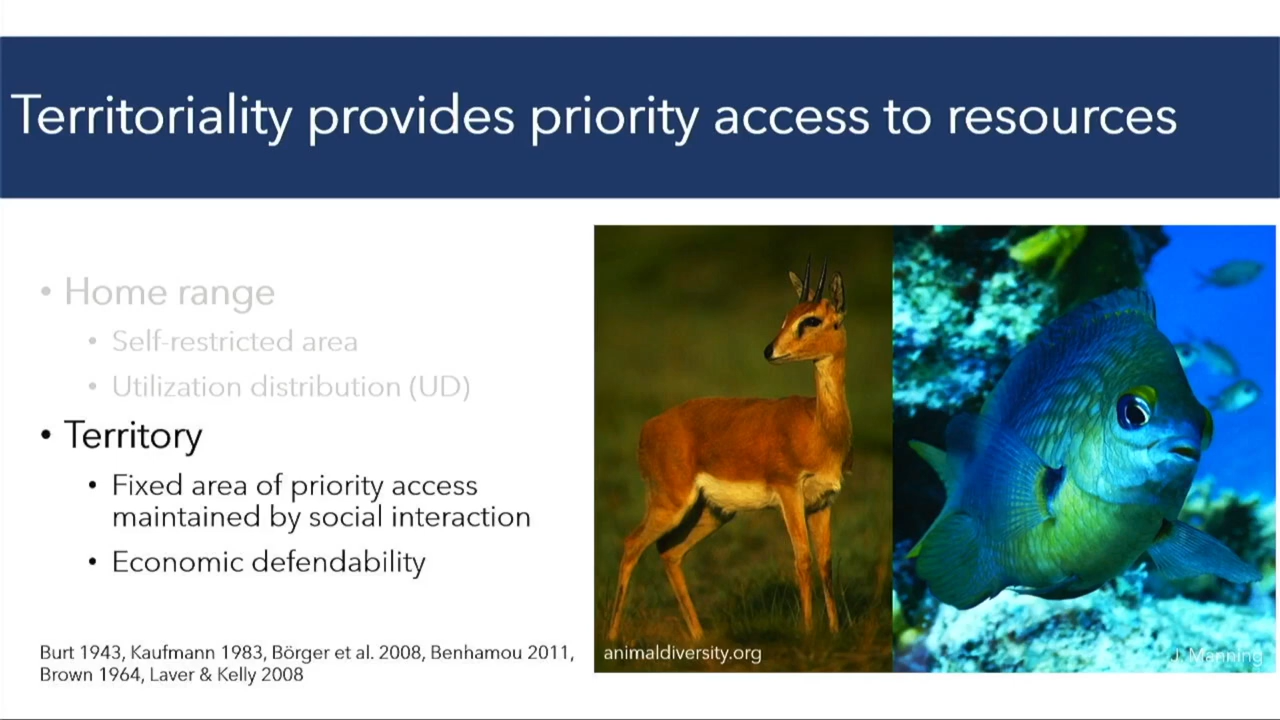 Territoriality provides priority access to resources
• Home range
• Self-restricted area
• Utilization distribution (UD)
• Territory
• Fixed area of priority access
maintained by social interaction
• Economic defendability
Burt 1943, Kaufmann 1983, Börger et al. 2008, Benhamou 2011,
Brown 1964, Laver & Kelly 2008
animaldiversity.org
J. Manning